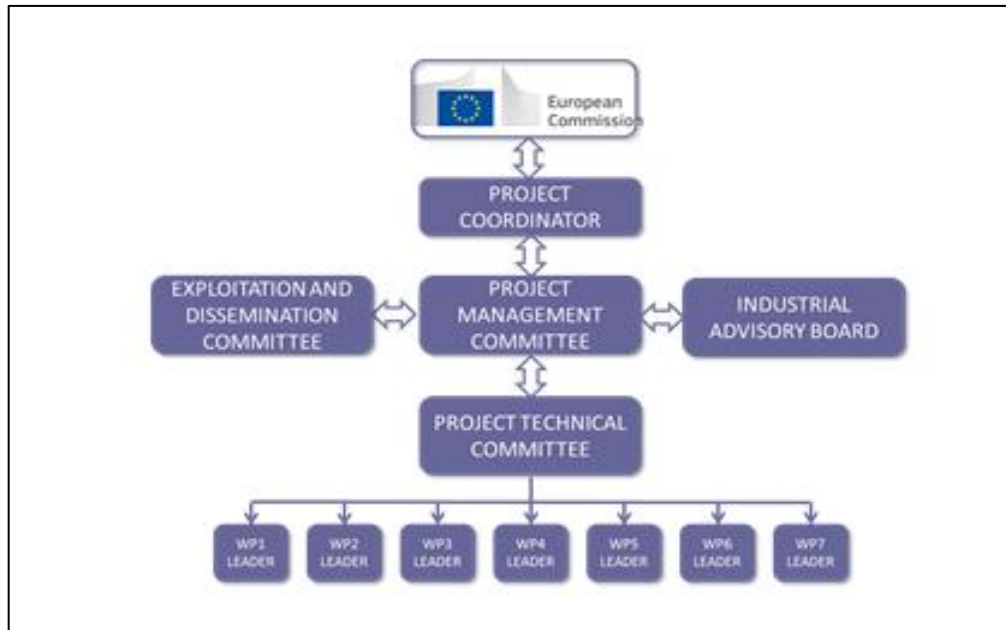 European
Commission
PROJECT
COORDINATOR
EXPLOITATION AND
DISSEMINATION
COMMITTEE
PROJECT
MANAGEMENT
COMMITTEE
INDUSTRIAL
ADVISORY BOARD
PROJECT TECHNICAL
COMMITTEE
WP1
LEADER
WP2
LEADER
WP3
LEADER
WP4
LEADER
WP5
LEADER
WP6
LEADER
WP7
LEADER